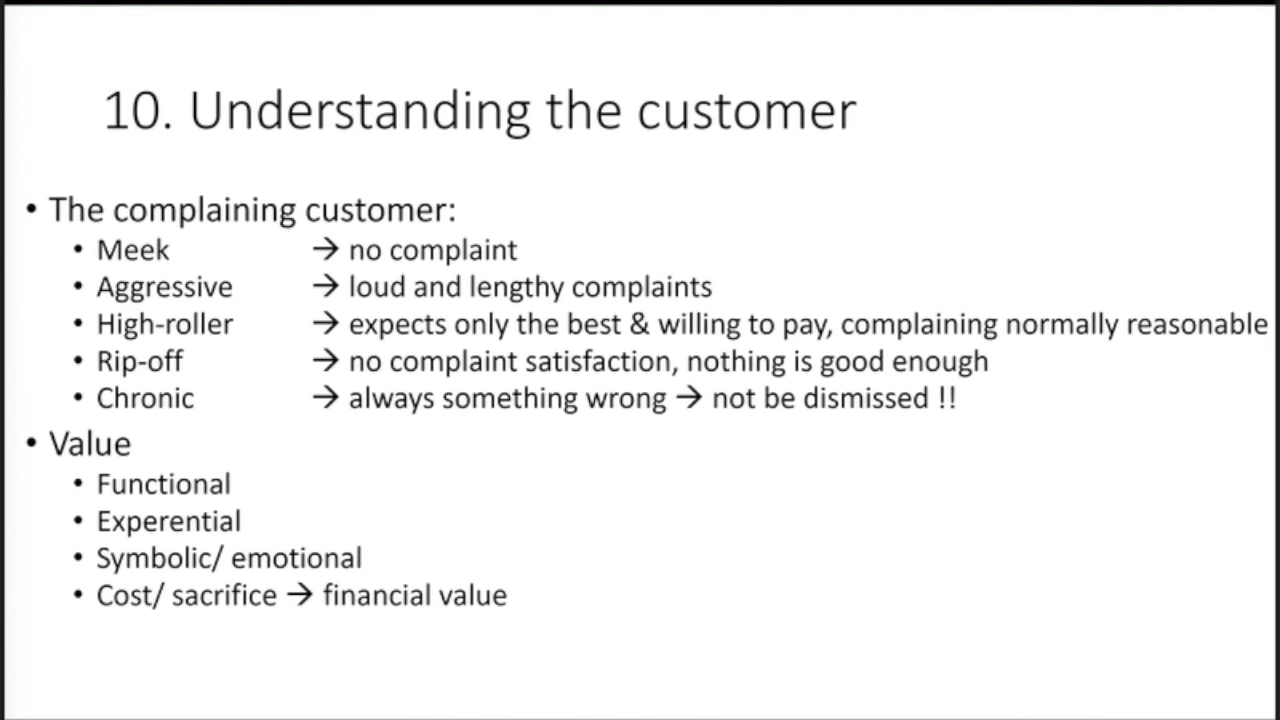 10. Understanding the customer
• The complaining customer:
• Meek → no complaint
• Aggressive → loud and lengthy complaints
• High-roller → expects only the best & willing to pay, complaining normally reasonable
• Rip-off → no complaint satisfaction, nothing is good enough
• Chronic → always something wrong → not be dismissed !!
• Value
• Functional
• Experential
• Symbolic/ emotional
• Cost/ sacrifice → financial value